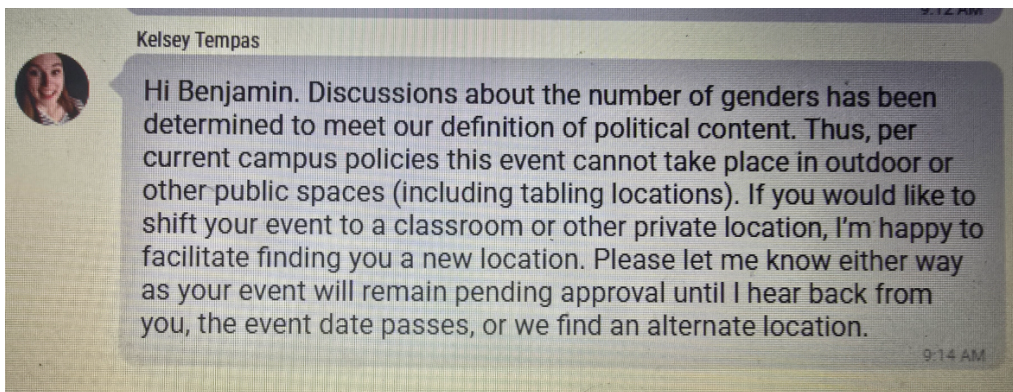 9:12 AM
Kelsey Tempas
Hi Benjamin. Discussions about the number of genders has been
determined to meet our definition of political content. Thus, per
current campus policies this event cannot take place in outdoor or
other public spaces (including tabling locations). If you would like to
shift your event to a classroom or other private location, I'm happy to
facilitate finding you a new location. Please let me know either way
as your event will remain pending approval until I hear back from
you, the event date passes, or we find an alternate location.
9:14 AM